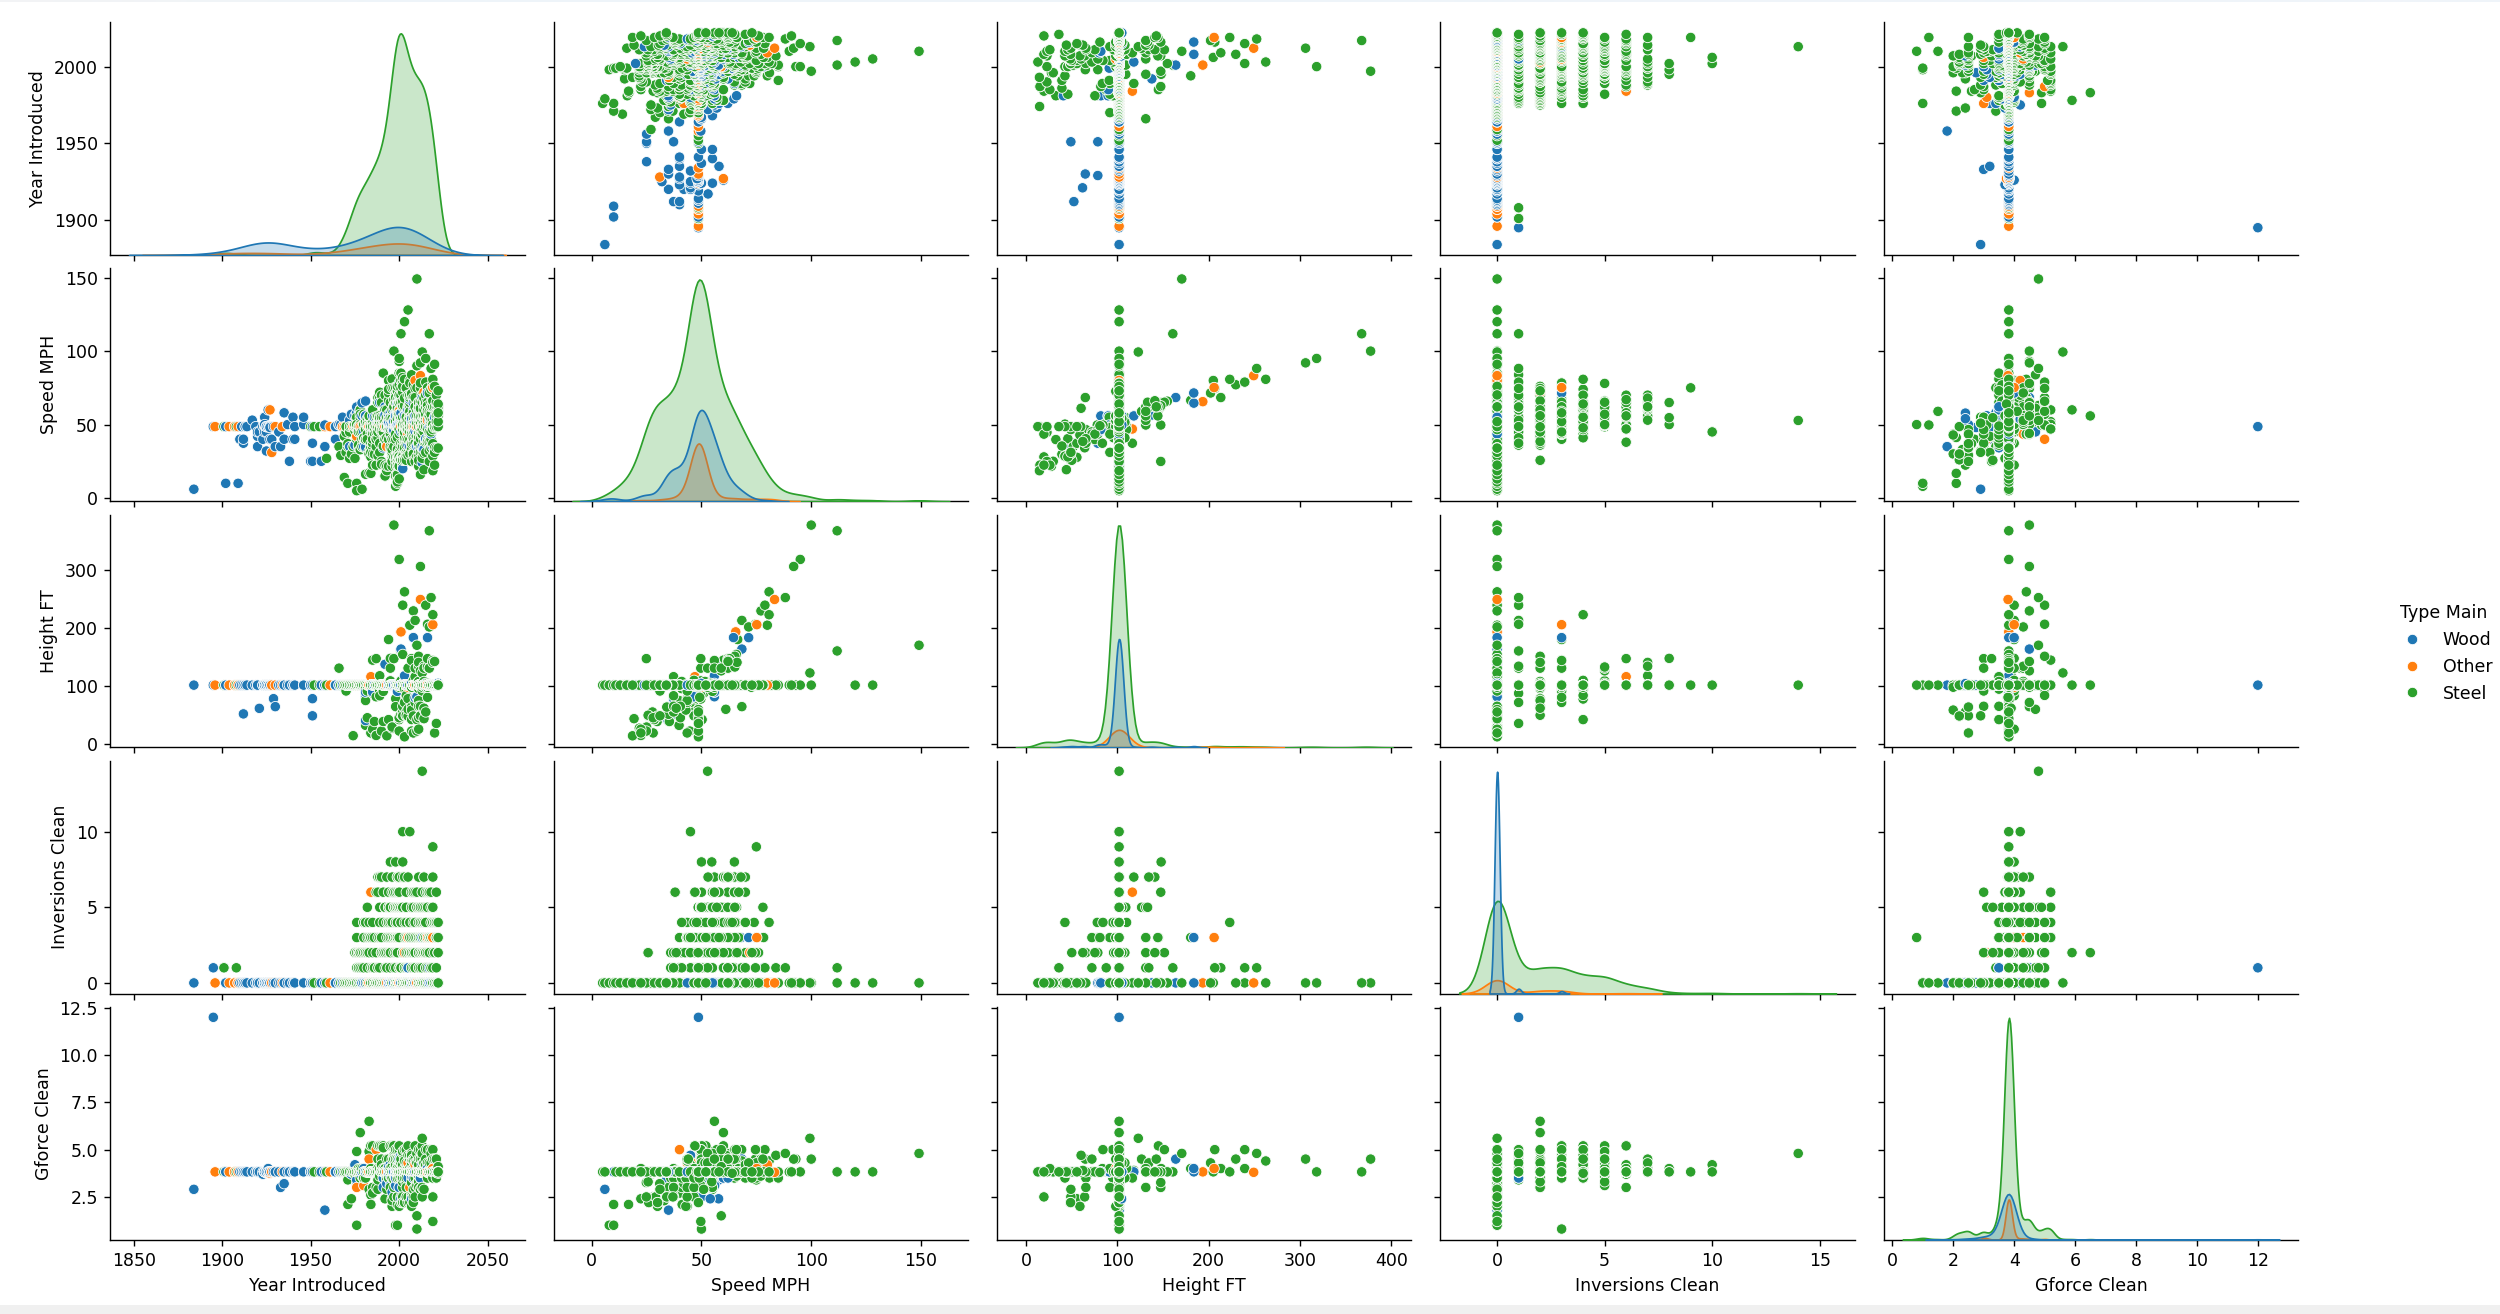 2000
1950
1900
Year Introduced
150
100
50
0
Speed MPH
300
200
100
0
Height FT
10
5
0
Inversions Clean
12.5
10.0
7.5
5.0
2.5
Gforce Clean
1850 1900 1950 2000 2050
Year Introduced
0 50 100 150
Speed MPH
0 100 200 300 400
Height FT
0 5 10 15
Inversions Clean
0 2 4 6 8 10 12
Gforce Clean
Type Main
Wood
Other
Steel